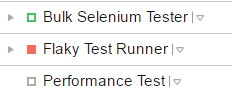 Bulk Selenium Tester
Flaky Test Runner
Performance Test